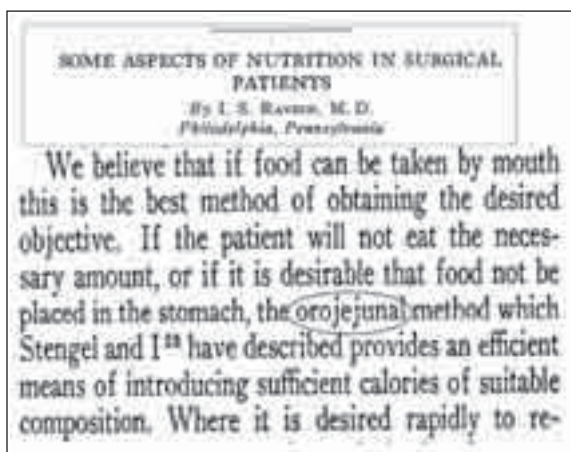 SOME ASPECTS OF NUTRITION IN SURGICAL
PATIENTS
By I. S. Ravdin, M. D.
Philadelphia, Pennsylvania
We believe that if food can be taken by mouth
this is the best method of obtaining the desired
objective. If the patient will not eat the neces-
sary amount, or if it is desirable that food not be
placed in the stomach, the orojejunal method which
Stengel and I have described provides an efficient
means of introducing sufficient calories of suitable
composition. Where it is desired rapidly to re-